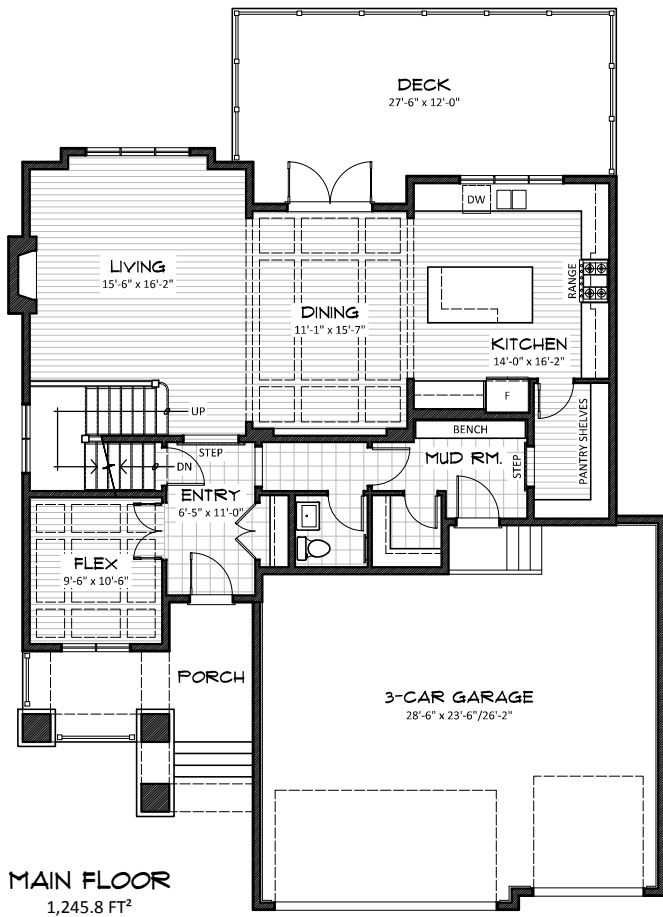 DECK
27'-6" x 12'-0"
DW
LIVING
15'-6" x 16'-2"
RANGE
DINING
11'-1" x 15'-7"
KITCHEN
14'-0" x 16'-2"
F
UP
PANTRY SHELVES
BENCH
STEP
MUD RM.
STEP
DN
ENTRY
6'-5" x 11'-0"
FLEX
9'-6" x 10'-6"
PORCH
3-CAR GARAGE
28'-6" x 23'-6"/26'-2"
MAIN FLOOR
1,245.8 FT²